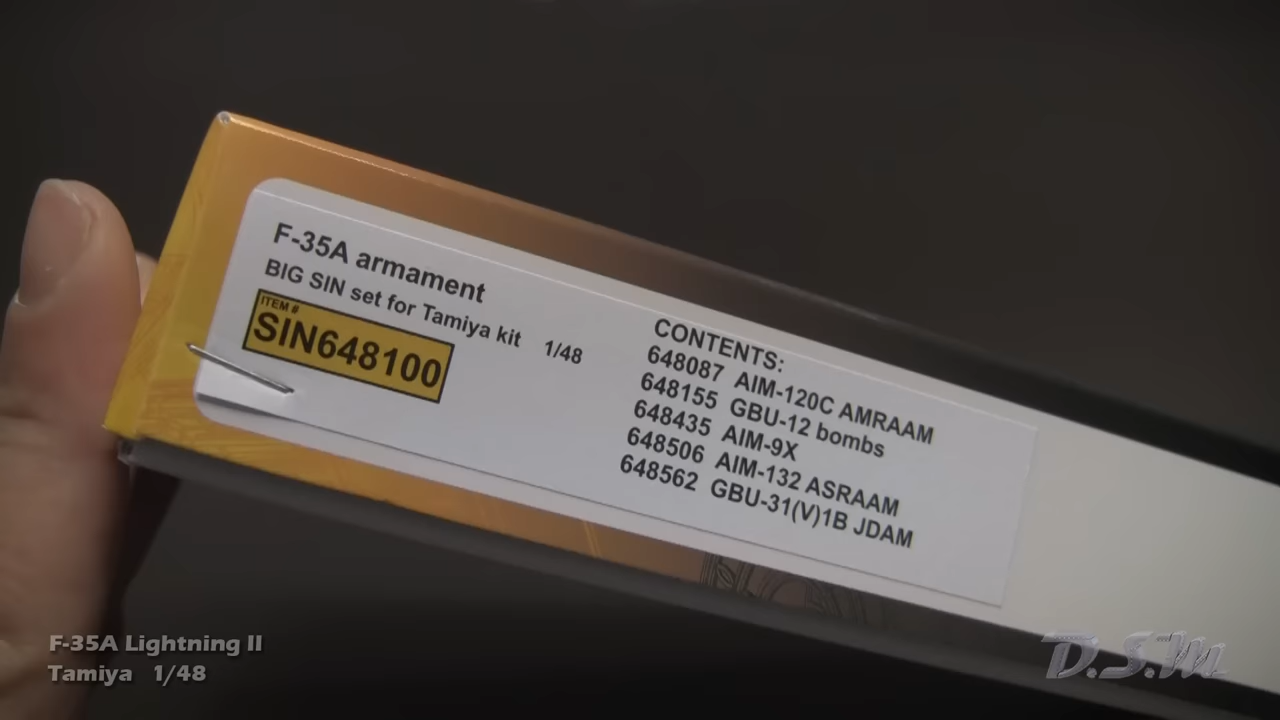 F-35A armament
BIG SIN set for Tamiya kit 1/48
ITEM #
SIN648100
CONTENTS:
648087 AIM-120C AMRAAM
648155 GBU-12 bombs
648435 AIM-9X
648506 AIM-132 ASRAAM
648562 GBU-31(V)1B JDAM
F-35A Lightning II
Tamiya 1/48
D.S.M